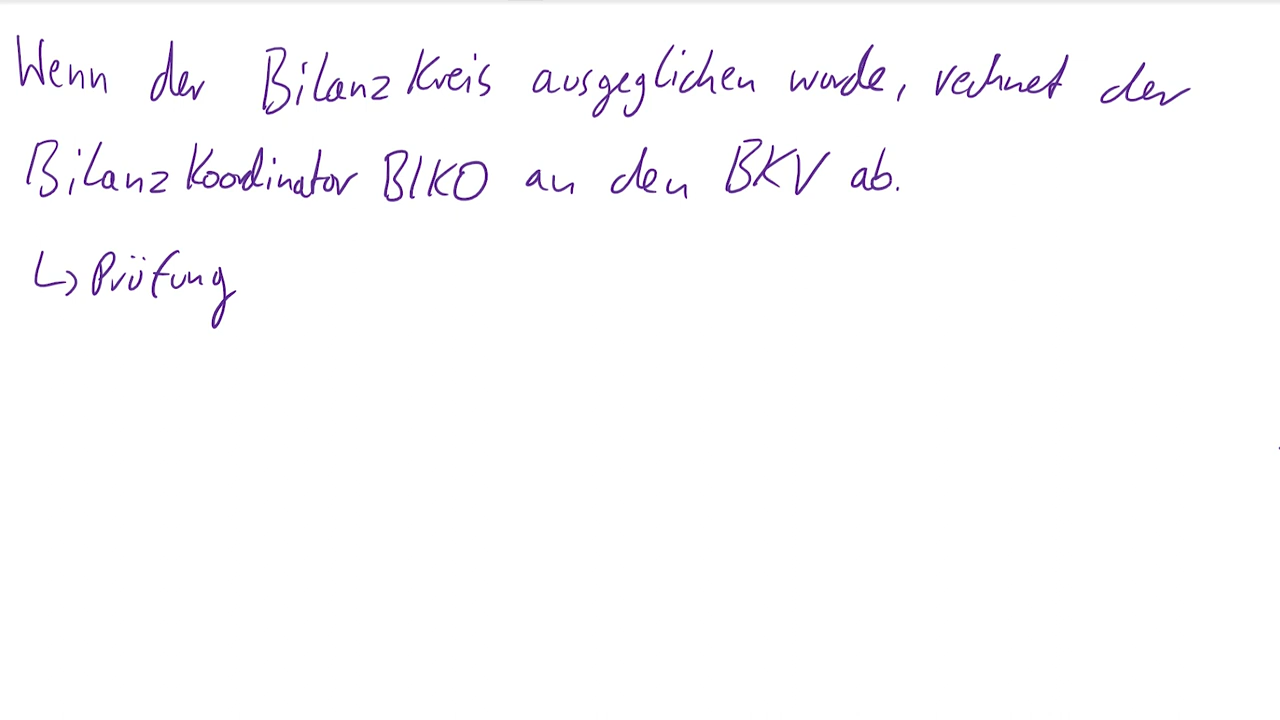 Wenn der Bilanzkreis ausgeglichen wurde, rechnet der
Bilanzkoordinator BIKO an den BKV ab.
↳ Prüfung